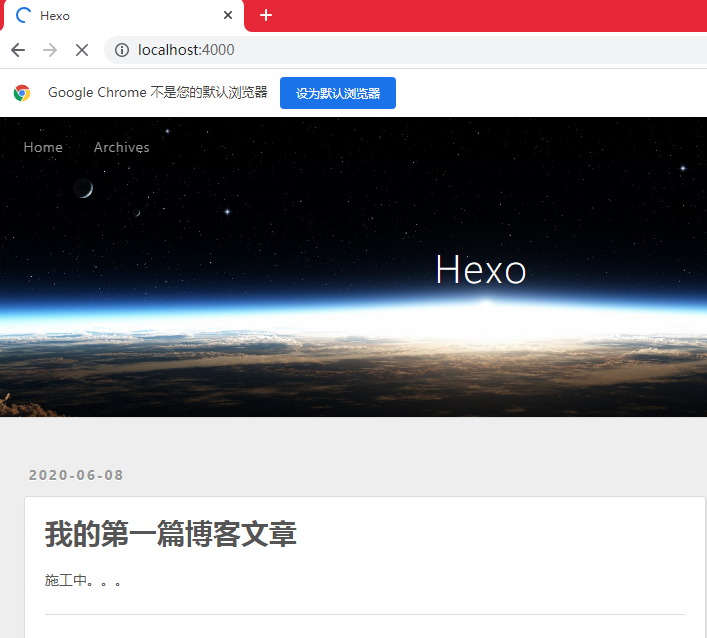 Hexo
localhost:4000
Google Chrome 不是您的默认浏览器 设为默认浏览器
Home Archives
Hexo
2020-06-08
我的第一篇博客文章
施工中。。。